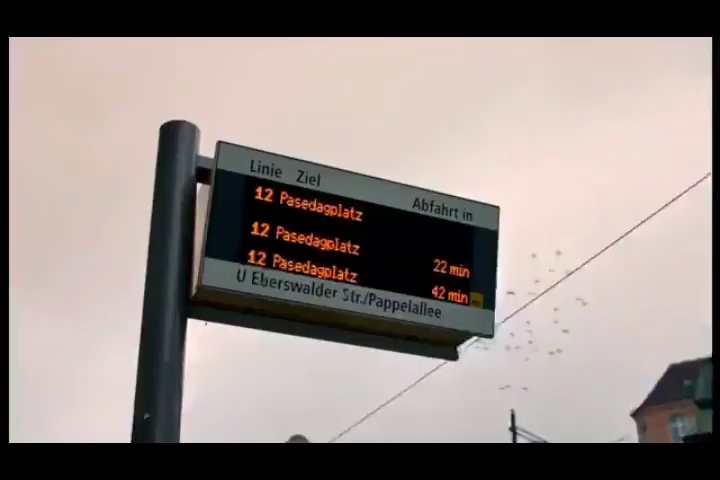 Linie Ziel Abfahrt in
12 Pasedagplatz
12 Pasedagplatz 22 min
12 Pasedagplatz 42 min
U Eberswalder Str./Pappelallee